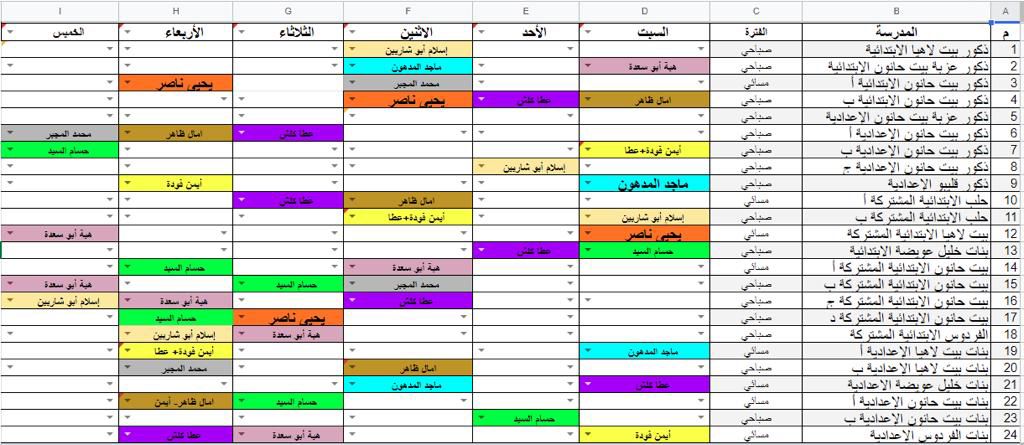 I H G F E D C B A
م المدرسة الفترة السبت الأحد الاثنين الثلاثاء الأربعاء الخميس
1 ذكور بيت لاهيا الابتدائية صباحي إسلام أبو شاربين
2 ذكور عزبة بيت حانون الابتدائية صباحي هبة أبو سعدة ماجد المدهون
3 ذكور بيت حانون الابتدائية أ مسائي محمد المجبر يحيى ناصر
4 ذكور بيت حانون الابتدائية ب صباحي امال ظاهر عطا كلش يحيى ناصر
5 ذكور عزبة بيت حانون الاعدادية صباحي
6 ذكور بيت حانون الاعدادية أ صباحي عطا كلش امال ظاهر محمد المجبر
7 ذكور بيت حانون الاعدادية ب صباحي أيمن فودة+عطا حسام السيد
8 ذكور بيت حانون الاعدادية ج صباحي إسلام أبو شاربين
9 ذكور قليبو الاعدادية صباحي ماجد المدهون أيمن فودة
10 حلب الابتدائية المشتركة أ مسائي امال ظاهر عطا كلش
11 حلب الابتدائية المشتركة ب صباحي إسلام أبو شاربين أيمن فودة+عطا
12 بيت لاهيا الابتدائية المشتركة مسائي يحيى ناصر هبة أبو سعدة
13 بنات خليل عويضة الابتدائية صباحي حسام السيد عطا كلش
14 بيت حانون الابتدائية المشتركة أ مسائي هبة أبو سعدة حسام السيد
15 بيت حانون الابتدائية المشتركة ب صباحي محمد المجبر حسام السيد هبة أبو سعدة
16 بيت حانون الابتدائية المشتركة ج صباحي عطا كلش هبة أبو سعدة إسلام أبو شاربين
17 بيت حانون الابتدائية المشتركة د صباحي يحيى ناصر حسام السيد
18 الفردوس الابتدائية المشتركة صباحي هبة أبو سعدة إسلام أبو شاربين
19 بنات بيت لاهيا الاعدادية أ مسائي ماجد المدهون أيمن فودة+ عطا
20 بنات بيت لاهيا الاعدادية ب صباحي امال ظاهر محمد المجبر
21 بنات خليل عويضة الاعدادية مسائي عطا كلش ماجد المدهون
22 بنات بيت حانون الاعدادية أ مسائي حسام السيد امال ظاهر- أيمن
23 بنات بيت حانون الاعدادية ب صباحي حسام السيد
24 بنات الفردوس الاعدادية مسائي أيمن فودة هبة أبو سعدة عطا كلش